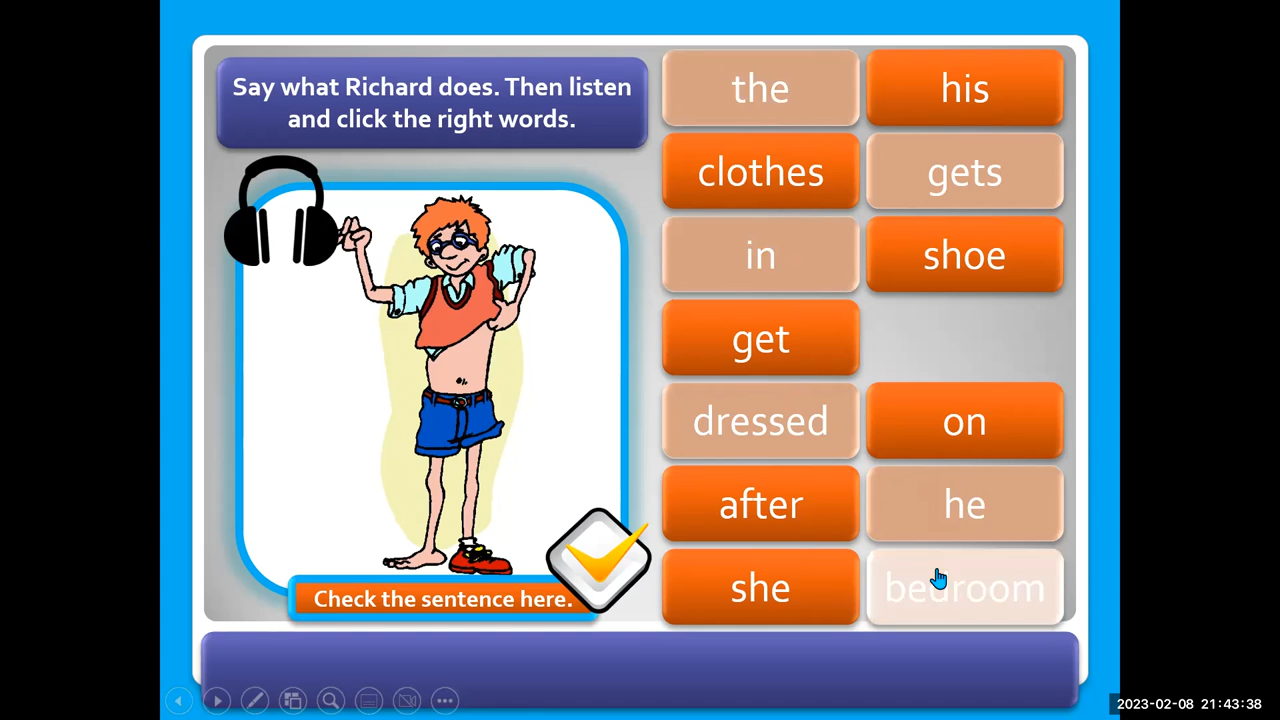 Say what Richard does. Then listen
and click the right words.
the
his
clothes
gets
in
shoe
get
dressed
on
after
he
she
bedroom
Check the sentence here.
2023-02-08 21:43:38